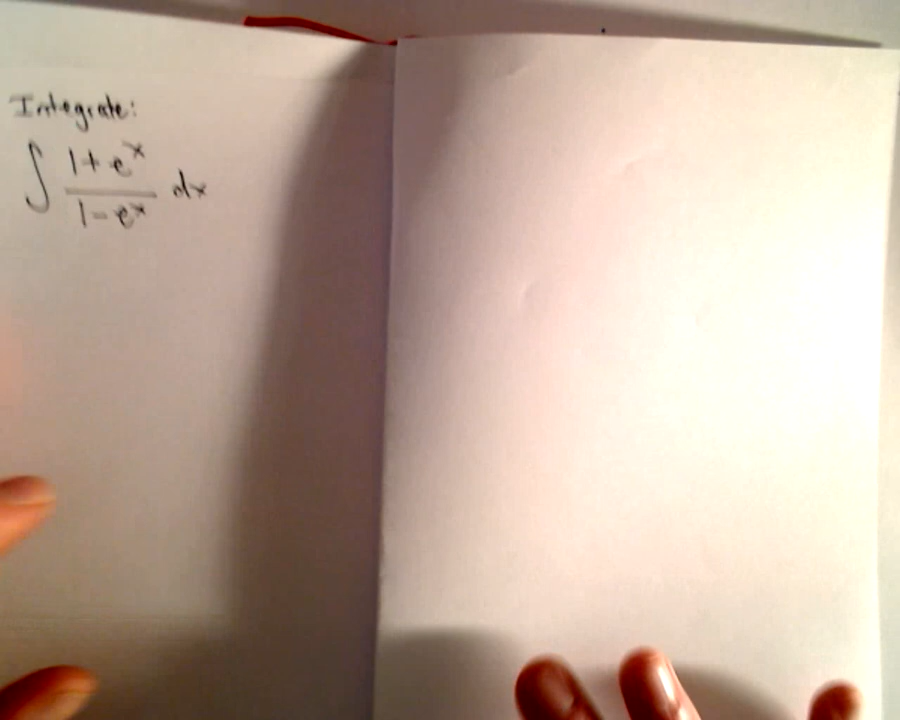 Integrate:
∫ (1 + e^x)/(1 - e^x) dx